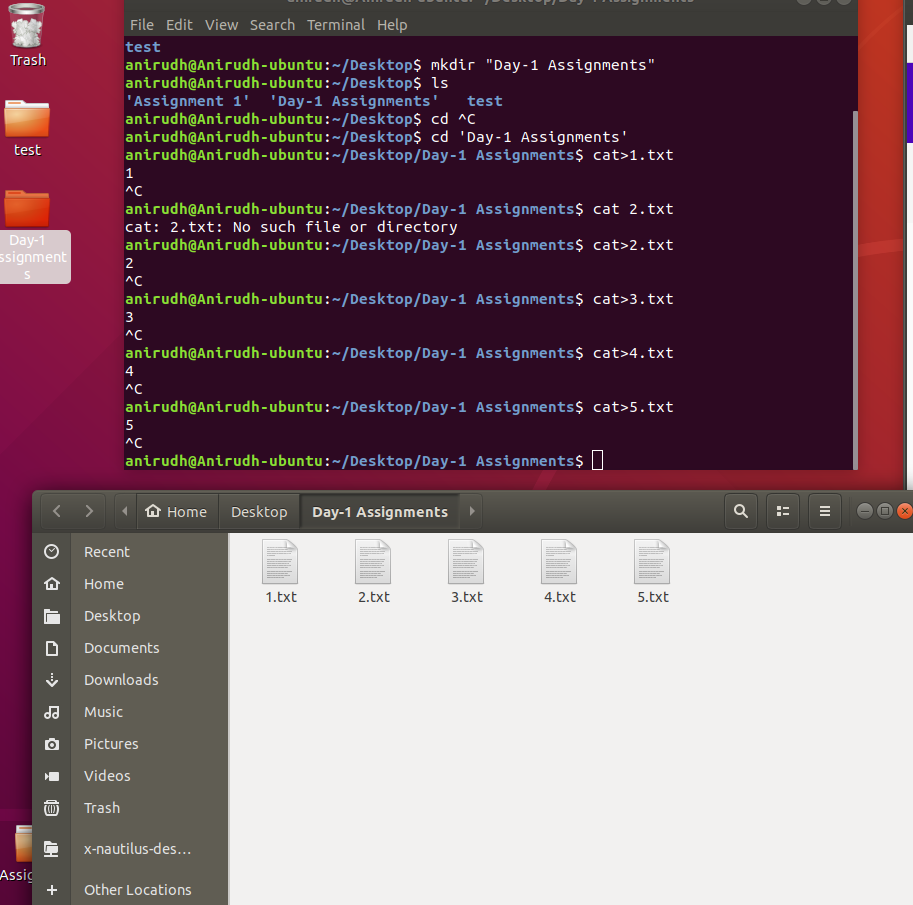 Trash
test
Day-1
ssignment
s
File Edit View Search Terminal Help
test
anirudh@Anirudh-ubuntu:~/Desktop$ mkdir "Day-1 Assignments"
anirudh@Anirudh-ubuntu:~/Desktop$ ls
'Assignment 1'  'Day-1 Assignments'   test
anirudh@Anirudh-ubuntu:~/Desktop$ cd ^C
anirudh@Anirudh-ubuntu:~/Desktop$ cd 'Day-1 Assignments'
anirudh@Anirudh-ubuntu:~/Desktop/Day-1 Assignments$ cat>1.txt
1
^C
anirudh@Anirudh-ubuntu:~/Desktop/Day-1 Assignments$ cat 2.txt
cat: 2.txt: No such file or directory
anirudh@Anirudh-ubuntu:~/Desktop/Day-1 Assignments$ cat>2.txt
2
^C
anirudh@Anirudh-ubuntu:~/Desktop/Day-1 Assignments$ cat>3.txt
3
^C
anirudh@Anirudh-ubuntu:~/Desktop/Day-1 Assignments$ cat>4.txt
4
^C
anirudh@Anirudh-ubuntu:~/Desktop/Day-1 Assignments$ cat>5.txt
5
^C
anirudh@Anirudh-ubuntu:~/Desktop/Day-1 Assignments$
Home Desktop Day-1 Assignments
Recent
Home
Desktop
Documents
Downloads
Music
Pictures
Videos
Trash
x-nautilus-des…
Other Locations
1.txt 2.txt 3.txt 4.txt 5.txt
Assig